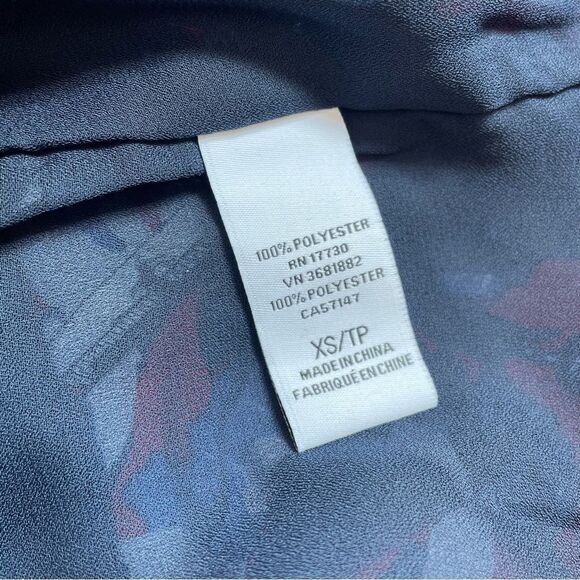 100% POLYESTER
RN 17730
VN 3681882
100% POLYESTER
CA57147
XS/TP
MADE IN CHINA
FABRIQUÉ EN CHINE